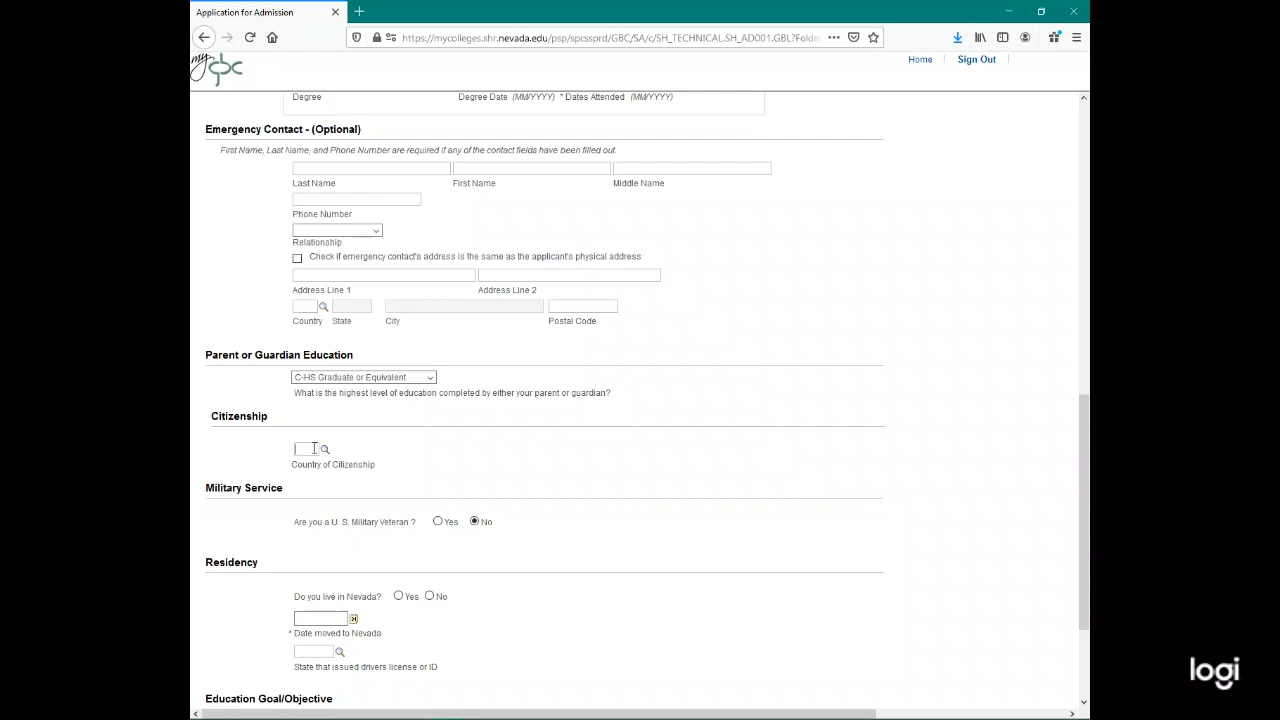 Application for Admission
https://mycolleges.shr.nevada.edu/psp/spcssprd/GBC/SA/c/SH_TECHNICAL.SH_AD001.GBL?Folde
my gbc
Home
Sign Out
Degree
Degree Date (MM/YYYY) * Dates Attended (MM/YYYY)
Emergency Contact - (Optional)
First Name, Last Name, and Phone Number are required if any of the contact fields have been filled out
Last Name First Name Middle Name
Phone Number
Relationship
Check if emergency contact's address is the same as the applicant's physical address
Address Line 1 Address Line 2
Country State City Postal Code
Parent or Guardian Education
C-HS Graduate or Equivalent
What is the highest level of education completed by either your parent or guardian?
Citizenship
Country of Citizenship
Military Service
Are you a U. S. Military Veteran ? Yes No
Residency
Do you live in Nevada? Yes No
* Date moved to Nevada
State that issued drivers license or ID
Education Goal/Objective
logi